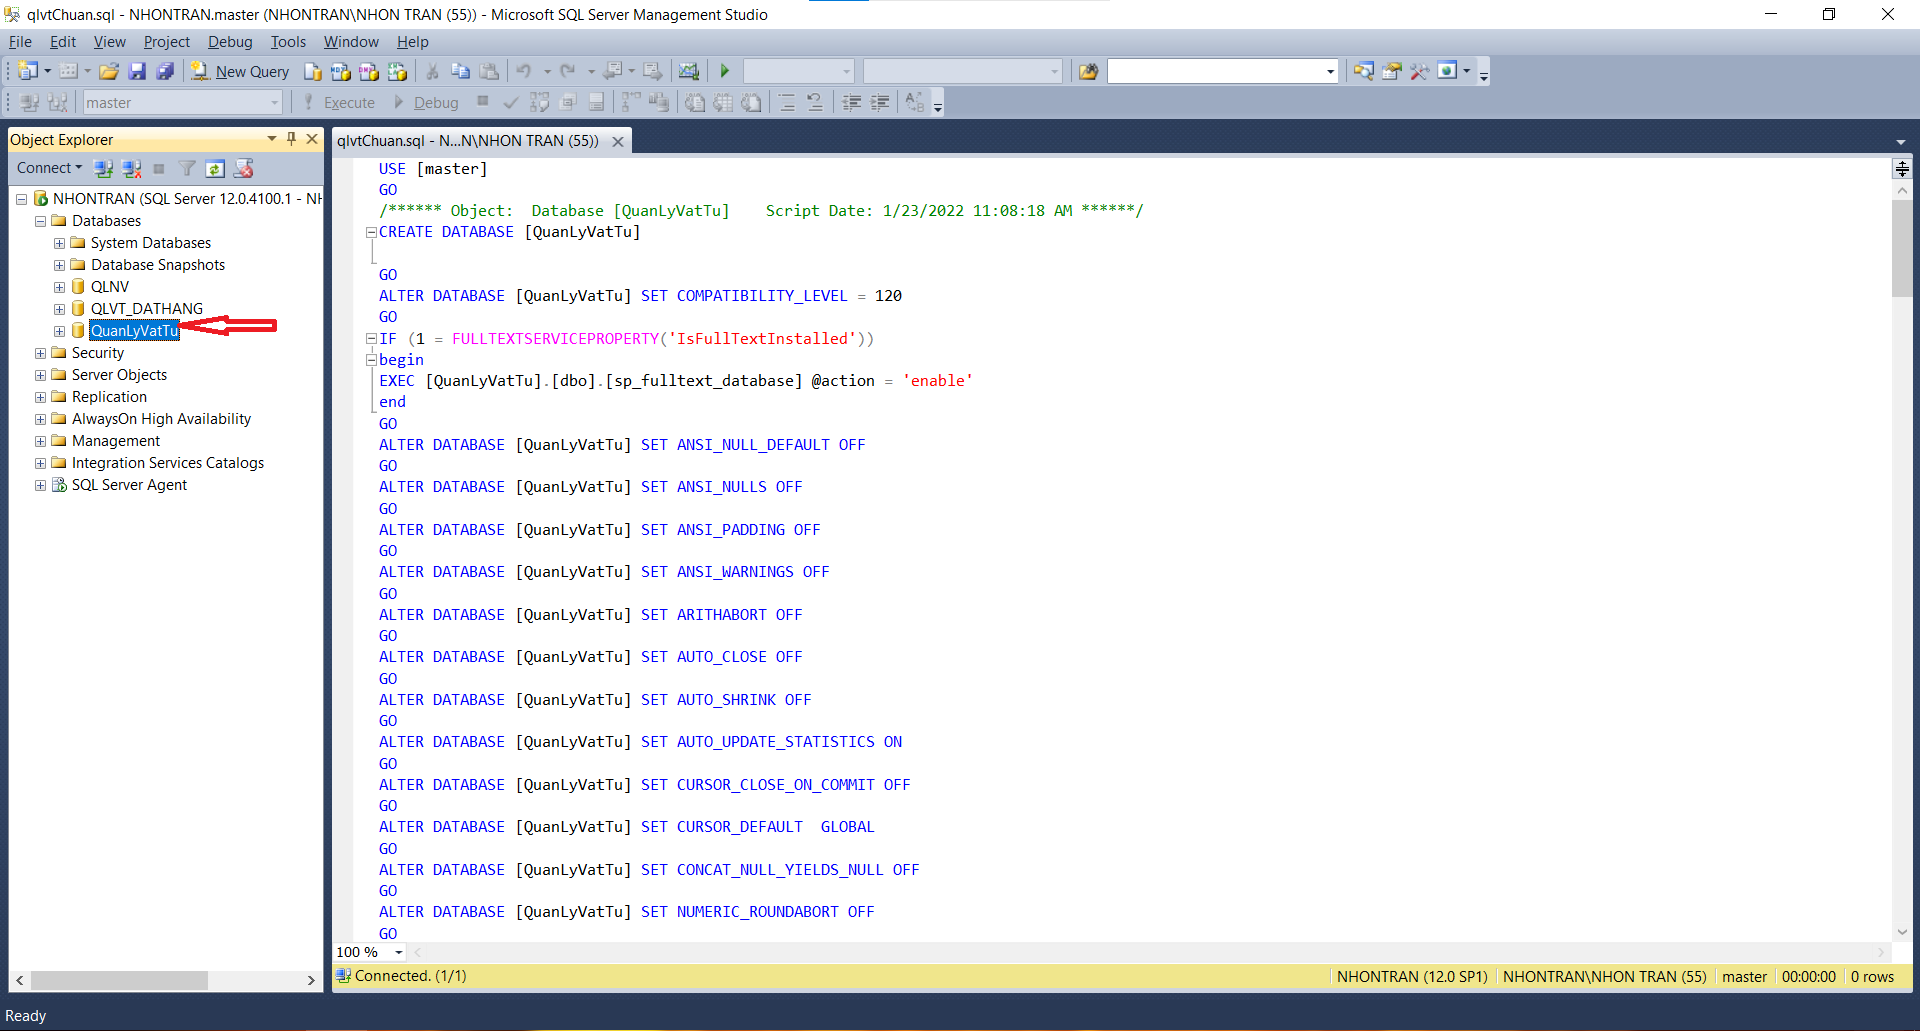 qlvtChuan.sql - NHONTRAN.master (NHONTRAN\NHON TRAN (55)) - Microsoft SQL Server Management Studio
File Edit View Project Debug Tools Window Help
New Query
master Execute Debug
Object Explorer
Connect
NHONTRAN (SQL Server 12.0.4100.1 - NH
Databases
System Databases
Database Snapshots
QLNV
QLVT_DATHANG
QuanLyVatTu
Security
Server Objects
Replication
AlwaysOn High Availability
Management
Integration Services Catalogs
SQL Server Agent
qlvtChuan.sql - N...N\NHON TRAN (55))
USE [master]
GO
/****** Object:  Database [QuanLyVatTu]    Script Date: 1/23/2022 11:08:18 AM ******/
CREATE DATABASE [QuanLyVatTu]
GO
ALTER DATABASE [QuanLyVatTu] SET COMPATIBILITY_LEVEL = 120
GO
IF (1 = FULLTEXTSERVICEPROPERTY('IsFullTextInstalled'))
begin
EXEC [QuanLyVatTu].[dbo].[sp_fulltext_database] @action = 'enable'
end
GO
ALTER DATABASE [QuanLyVatTu] SET ANSI_NULL_DEFAULT OFF
GO
ALTER DATABASE [QuanLyVatTu] SET ANSI_NULLS OFF
GO
ALTER DATABASE [QuanLyVatTu] SET ANSI_PADDING OFF
GO
ALTER DATABASE [QuanLyVatTu] SET ANSI_WARNINGS OFF
GO
ALTER DATABASE [QuanLyVatTu] SET ARITHABORT OFF
GO
ALTER DATABASE [QuanLyVatTu] SET AUTO_CLOSE OFF
GO
ALTER DATABASE [QuanLyVatTu] SET AUTO_SHRINK OFF
GO
ALTER DATABASE [QuanLyVatTu] SET AUTO_UPDATE_STATISTICS ON
GO
ALTER DATABASE [QuanLyVatTu] SET CURSOR_CLOSE_ON_COMMIT OFF
GO
ALTER DATABASE [QuanLyVatTu] SET CURSOR_DEFAULT  GLOBAL
GO
ALTER DATABASE [QuanLyVatTu] SET CONCAT_NULL_YIELDS_NULL OFF
GO
ALTER DATABASE [QuanLyVatTu] SET NUMERIC_ROUNDABORT OFF
GO
100 %
Connected. (1/1) NHONTRAN (12.0 SP1) NHONTRAN\NHON TRAN (55) master 00:00:00 0 rows
Ready